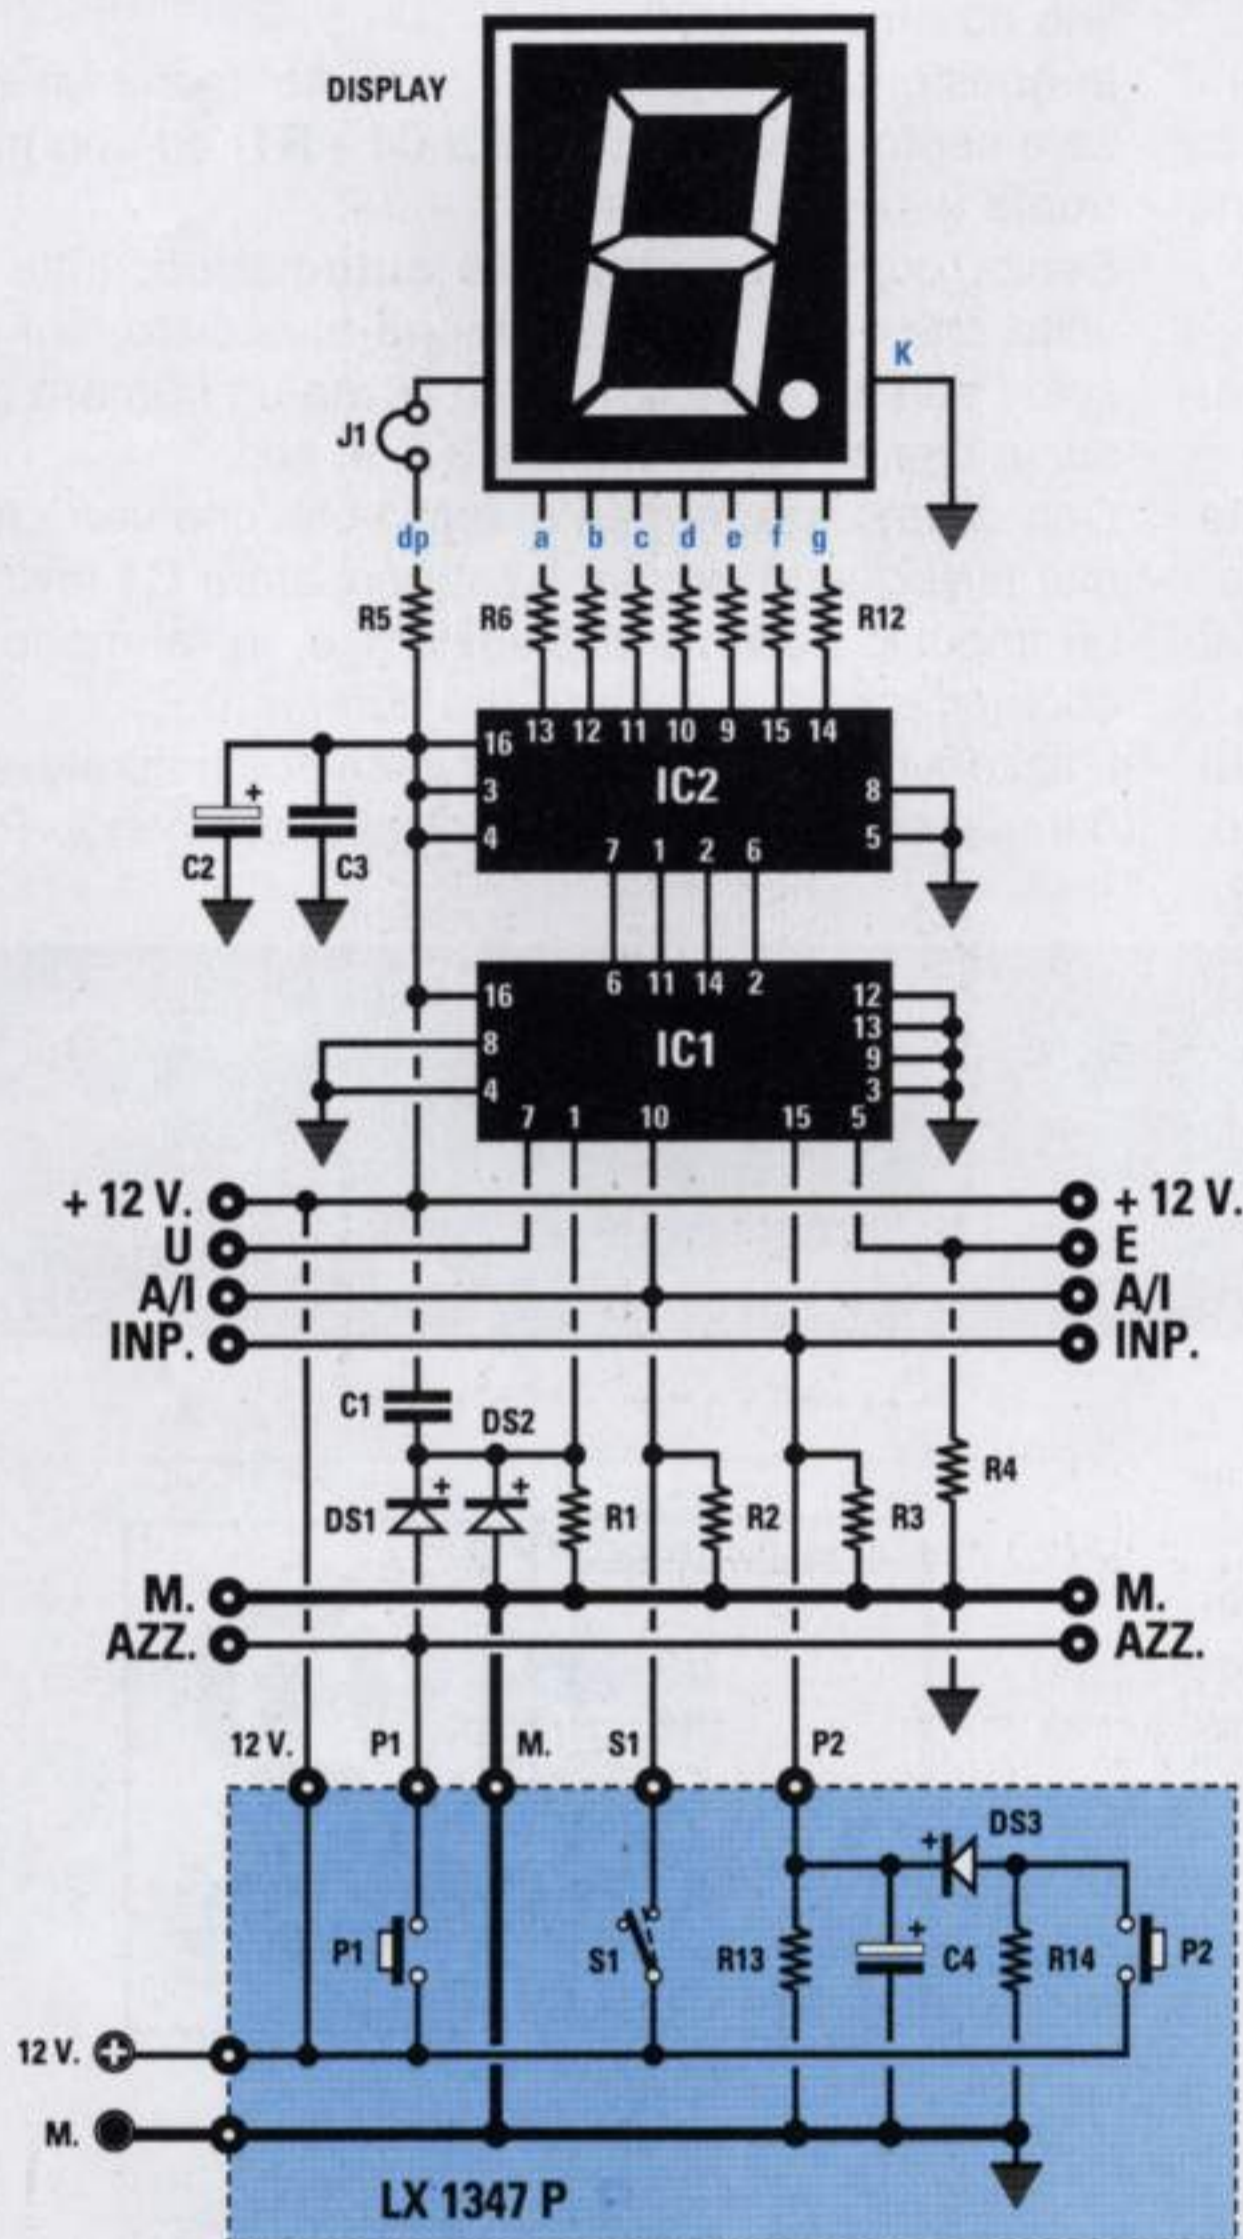 DISPLAY
K
J1
dp a b c d e f g
R5 R6 R12
16 13 12 11 10 9 15 14
IC2
3 8
4 5
+
C2 C3
7 1 2 6
6 11 14 2
16 12
13
IC1
8 9
4 3
7 1 10 15 5
+ 12 V. + 12 V.
U E
A/I A/I
INP. INP.
C1 DS2
+ + R4
DS1 R1 R2 R3
M. M.
AZZ. AZZ.
12 V. P1 M. S1 P2
DS3
+
P1 S1 R13 + C4 R14 P2
12 V. +
M.
LX 1347 P